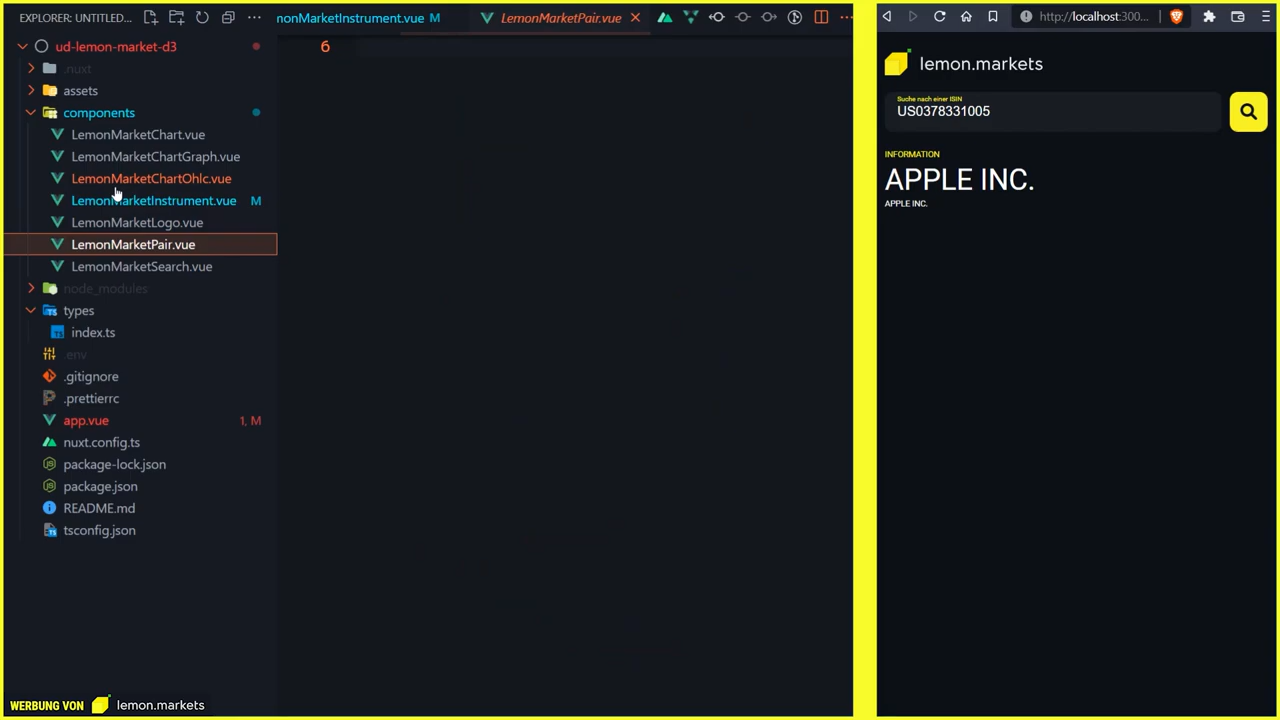 EXPLORER: UNTITLED...
ud-lemon-market-d3
.nuxt
assets
components
LemonMarketChart.vue
LemonMarketChartGraph.vue
LemonMarketChartOhlc.vue
LemonMarketInstrument.vue M
LemonMarketLogo.vue
LemonMarketPair.vue
LemonMarketSearch.vue
node_modules
types
index.ts
.env
.gitignore
.prettierrc
app.vue 1, M
nuxt.config.ts
package-lock.json
package.json
README.md
tsconfig.json
WERBUNG VON lemon.markets
nonMarketInstrument.vue M
LemonMarketPair.vue
6
http://localhost:300...
lemon.markets
Suche nach einer ISIN
US0378331005
INFORMATION
APPLE INC.
APPLE INC.